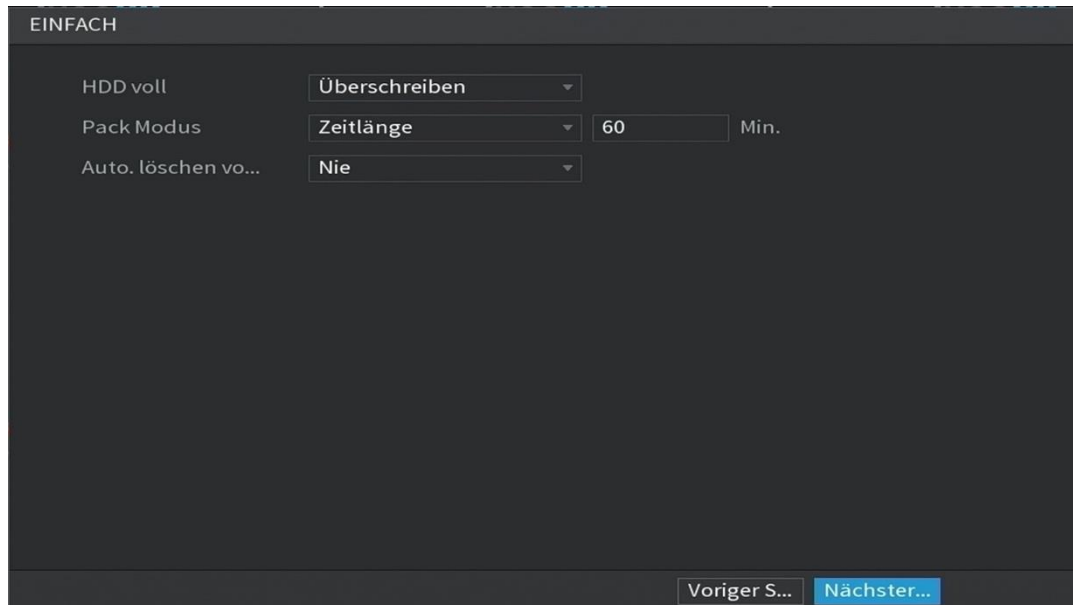 EINFACH
HDD voll Überschreiben
Pack Modus Zeitlänge 60 Min.
Auto. löschen vo... Nie
Voriger S... Nächster...